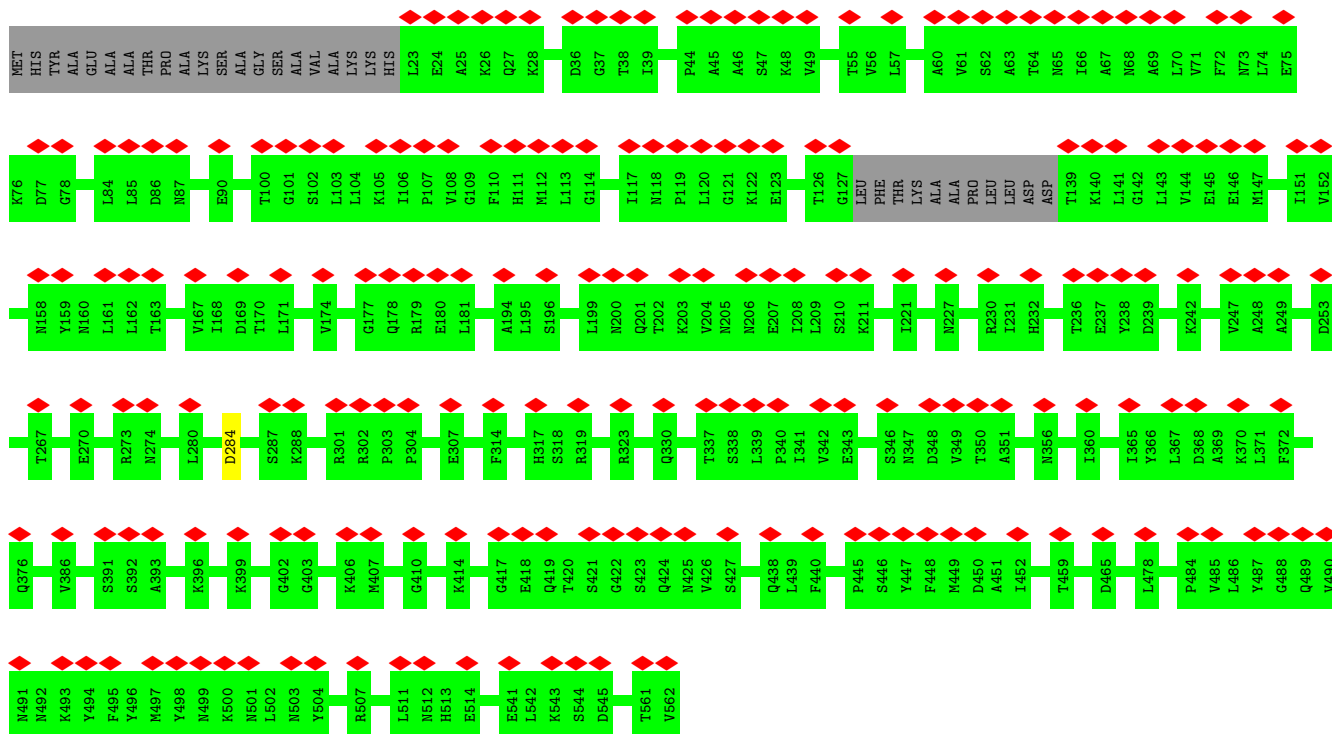 MET HIS TYR ALA GLU ALA ALA THR PRO ALA LYS SER ALA GLY SER ALA VAL ALA LYS LYS HIS L23 E24 A25 K26 Q27 K28 D36 G37 T38 I39 P44 A45 A46 S47 K48 V49 T55 V56 L57 A60 V61 S62 A63 T64 N65 I66 A67 N68 A69 L70 V71 F72 N73 L74 E75
K76 D77 G78 L84 L85 D86 N87 E90 T100 G101 S102 L103 L104 K105 I106 P107 V108 G109 F110 H111 M112 L113 G114 I117 N118 P119 L120 G121 K122 E123 T126 G127 LEU PHE THR LYS ALA ALA PRO LEU LEU ASP ASP T139 K140 L141 G142 L143 V144 E145 E146 M147 I151 V152
N158 Y159 N160 L161 L162 T163 V167 I168 D169 T170 L171 V174 G177 Q178 R179 E180 L181 A194 L195 S196 L199 N200 Q201 T202 K203 V204 N205 N206 E207 I208 L209 S210 K211 I221 N227 R230 I231 H232 T236 E237 Y238 D239 K242 V247 A248 A249 D253
T267 E270 R273 N274 L280 D284 S287 K288 R301 R302 P303 P304 E307 F314 H317 S318 R319 R323 Q330 T337 S338 L339 P340 I341 V342 E343 S346 N347 D348 V349 T350 A351 N356 I360 I365 Y366 L367 D368 A369 K370 L371 F372
Q376 V386 S391 S392 A393 K396 K399 G402 G403 K406 M407 G410 K414 G417 E418 Q419 T420 S421 G422 S423 Q424 N425 V426 S427 Q438 L439 F440 P445 S446 Y447 F448 M449 D450 A451 I452 T459 D465 L478 P484 V485 L486 Y487 G488 Q489 V490
N491 N492 K493 Y494 F495 Y496 M497 Y498 N499 K500 N501 L502 N503 Y504 R507 L511 N512 H513 E514 E541 L542 K543 S544 D545 T561 V562